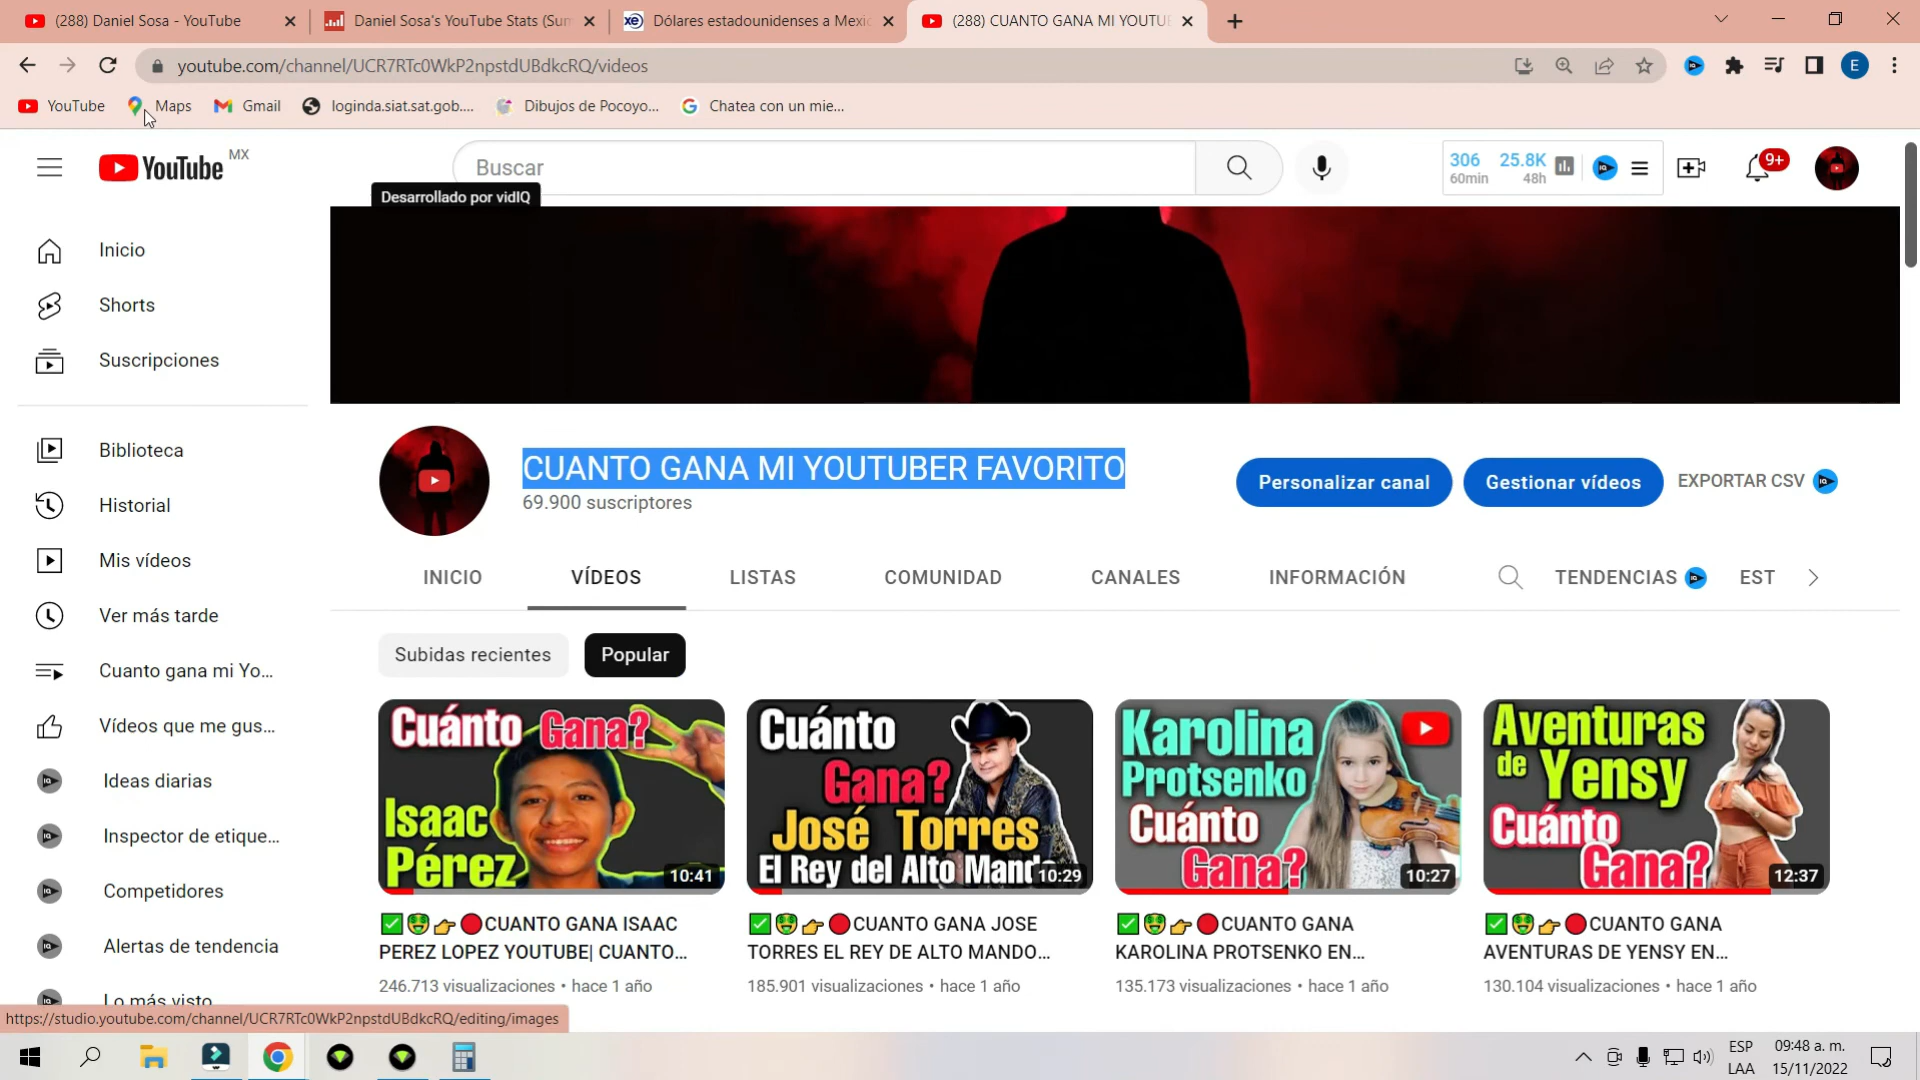 (288) Daniel Sosa - YouTube
Daniel Sosa's YouTube Stats (Sum
Dólares estadounidenses a Mexic
(288) CUANTO GANA MI YOUTUBE
youtube.com/channel/UCR7RTc0WkP2npstdUBdkcRQ/videos
E
YouTube
Maps
Gmail
loginda.siat.sat.gob....
Dibujos de Pocoyo...
Chatea con un mie...
YouTube MX
Buscar
306 25.8K
60min 48h
9+
Desarrollado por vidIQ
Inicio
Shorts
Suscripciones
Biblioteca
Historial
Mis vídeos
Ver más tarde
Cuanto gana mi Yo...
Vídeos que me gus...
Ideas diarias
Inspector de etique...
Competidores
Alertas de tendencia
Lo más visto
CUANTO GANA MI YOUTUBER FAVORITO
69.900 suscriptores
Personalizar canal
Gestionar vídeos
EXPORTAR CSV
INICIO
VÍDEOS
LISTAS
COMUNIDAD
CANALES
INFORMACIÓN
TENDENCIAS
EST
Subidas recientes
Popular
Cuánto Gana?
Isaac
Pérez
10:41
✅🤑👉🔴CUANTO GANA ISAAC
PEREZ LOPEZ YOUTUBE| CUANTO...
246.713 visualizaciones • hace 1 año
Cuánto
Gana?
José Torres
El Rey del Alto Mando
10:29
✅🤑👉🔴CUANTO GANA JOSE
TORRES EL REY DE ALTO MANDO...
185.901 visualizaciones • hace 1 año
Karolina
Protsenko
Cuánto
Gana?
10:27
✅🤑👉🔴CUANTO GANA
KAROLINA PROTSENKO EN...
135.173 visualizaciones • hace 1 año
Aventuras
de Yensy
Cuánto
Gana?
12:37
✅🤑👉🔴CUANTO GANA
AVENTURAS DE YENSY EN...
130.104 visualizaciones • hace 1 año
https://studio.youtube.com/channel/UCR7RTc0WkP2npstdUBdkcRQ/editing/images
ESP
LAA
09:48 a. m.
15/11/2022